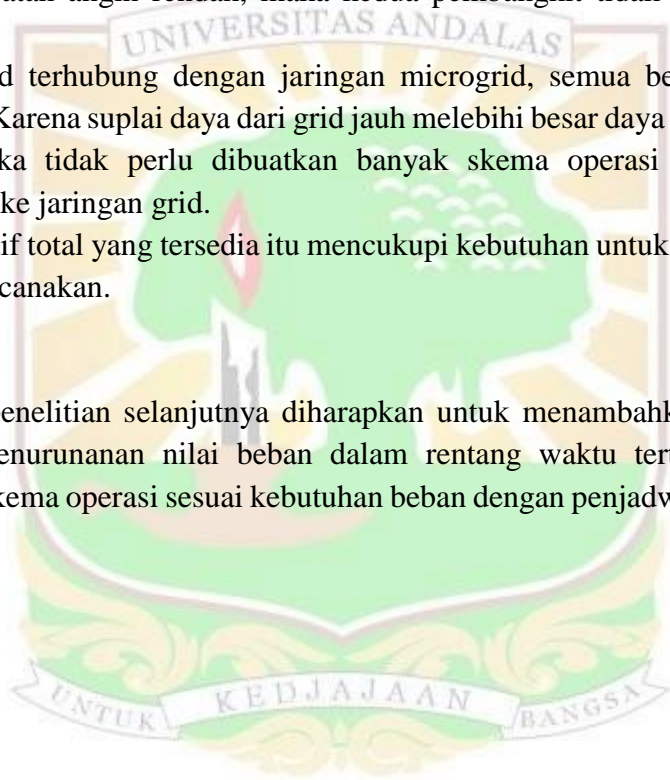 angin rendah, maka kedua pembangkit tidak
UNIVERSITAS ANDALAS
d terhubung dengan jaringan microgrid, semua be
Karena suplai daya dari grid jauh melebihi besar daya
ka tidak perlu dibuatkan banyak skema operasi
ke jaringan grid.
if total yang tersedia itu mencukupi kebutuhan untuk
canakan.
penelitian selanjutnya diharapkan untuk menambahk
enurunanan nilai beban dalam rentang waktu tert
kema operasi sesuai kebutuhan beban dengan penjadw
UNTUK KEDJAJAAN BANGSA